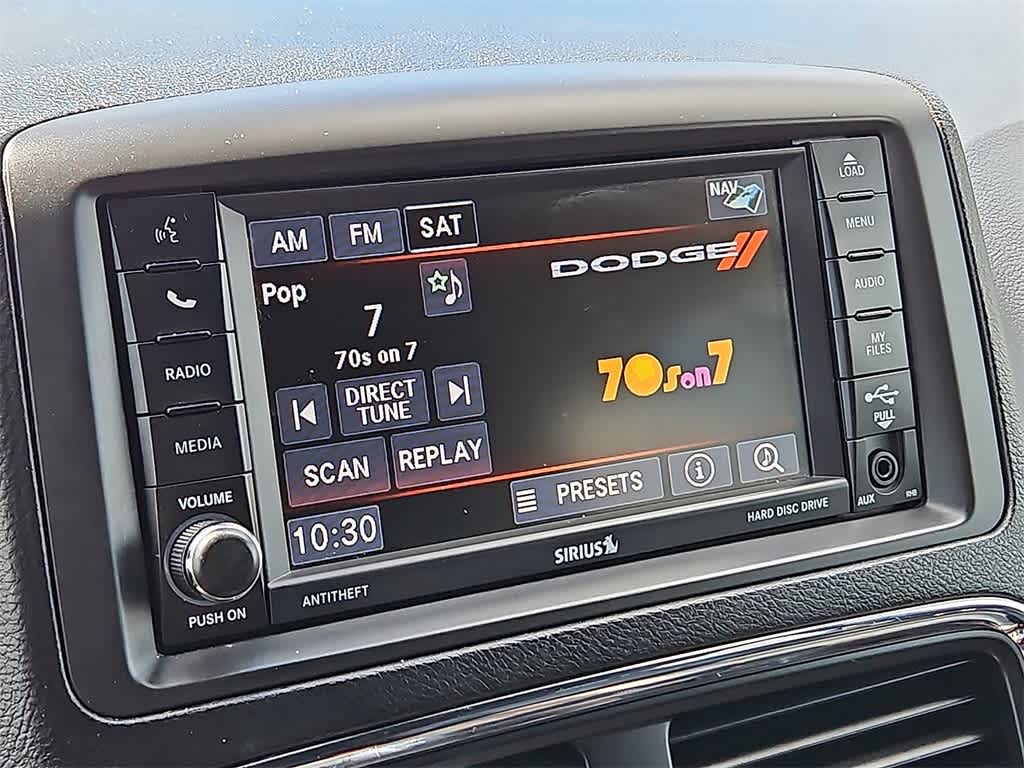 LOAD
NAV
AM FM SAT
MENU
DODGE
Pop
7
AUDIO
70s on 7
RADIO
70s on 7
MY
FILES
DIRECT
TUNE
PULL
MEDIA
SCAN REPLAY
PRESETS
i
VOLUME
AUX
RHB
10:30
HARD DISC DRIVE
SIRIUS
ANTITHEFT
PUSH ON